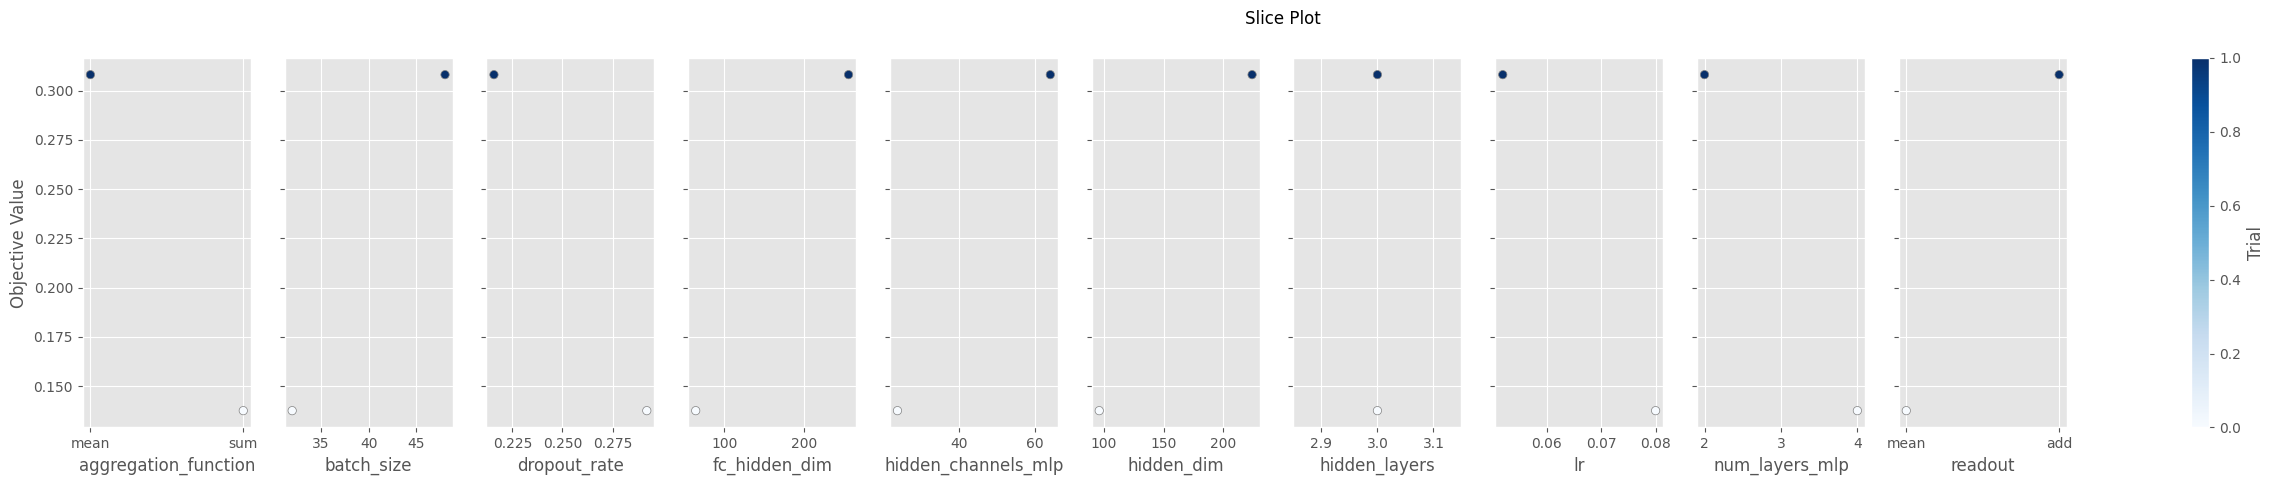 Slice Plot
Objective Value
0.300
0.275
0.250
0.225
0.200
0.175
0.150
mean sum
aggregation_function
35 40 45
batch_size
0.225 0.250 0.275
dropout_rate
100 200
fc_hidden_dim
40 60
hidden_channels_mlp
100 150 200
hidden_dim
2.9 3.0 3.1
hidden_layers
0.06 0.07 0.08
lr
2 3 4
num_layers_mlp
mean add
readout
1.0
0.8
0.6
0.4
0.2
0.0
Trial